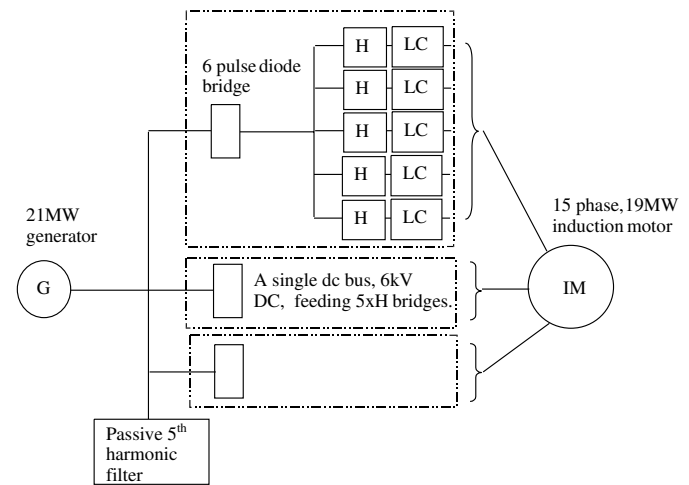 6 pulse diode
bridge
H LC
H LC
H LC
H LC
H LC
21MW
generator
G
15 phase,19MW
induction motor
IM
A single dc bus, 6kV
DC, feeding 5xH bridges.
Passive 5th
harmonic
filter